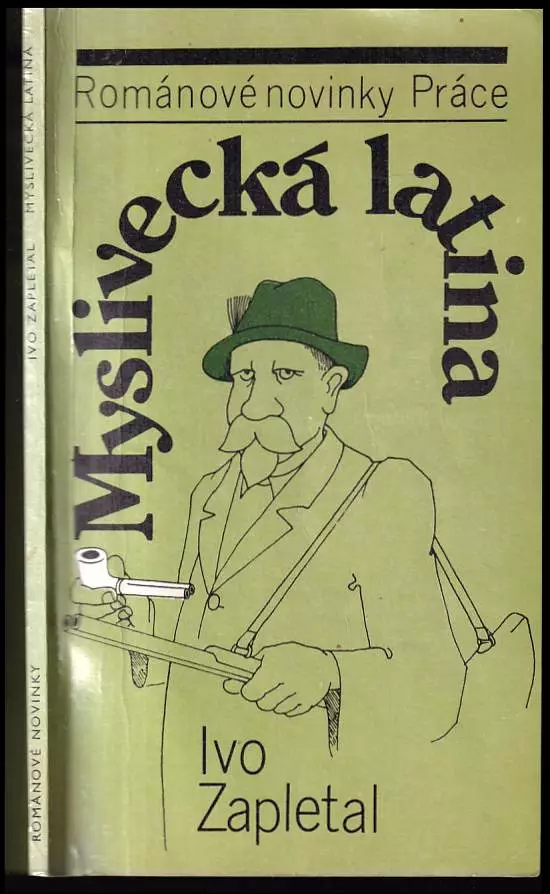 Románové novinky Práce
Myslivecká latina
Ivo
Zapletal
ROMÁNOVÉ NOVINKY IVO ZAPLETAL MYSLIVECKÁ LATINA